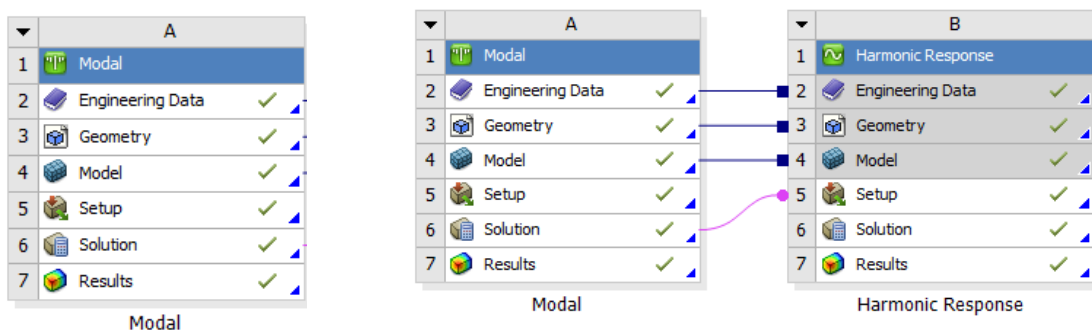 A
1 Modal
2 Engineering Data
3 Geometry
4 Model
5 Setup
6 Solution
7 Results
Modal
A
1 Modal
2 Engineering Data
3 Geometry
4 Model
5 Setup
6 Solution
7 Results
Modal
B
1 Harmonic Response
2 Engineering Data
3 Geometry
4 Model
5 Setup
6 Solution
7 Results
Harmonic Response